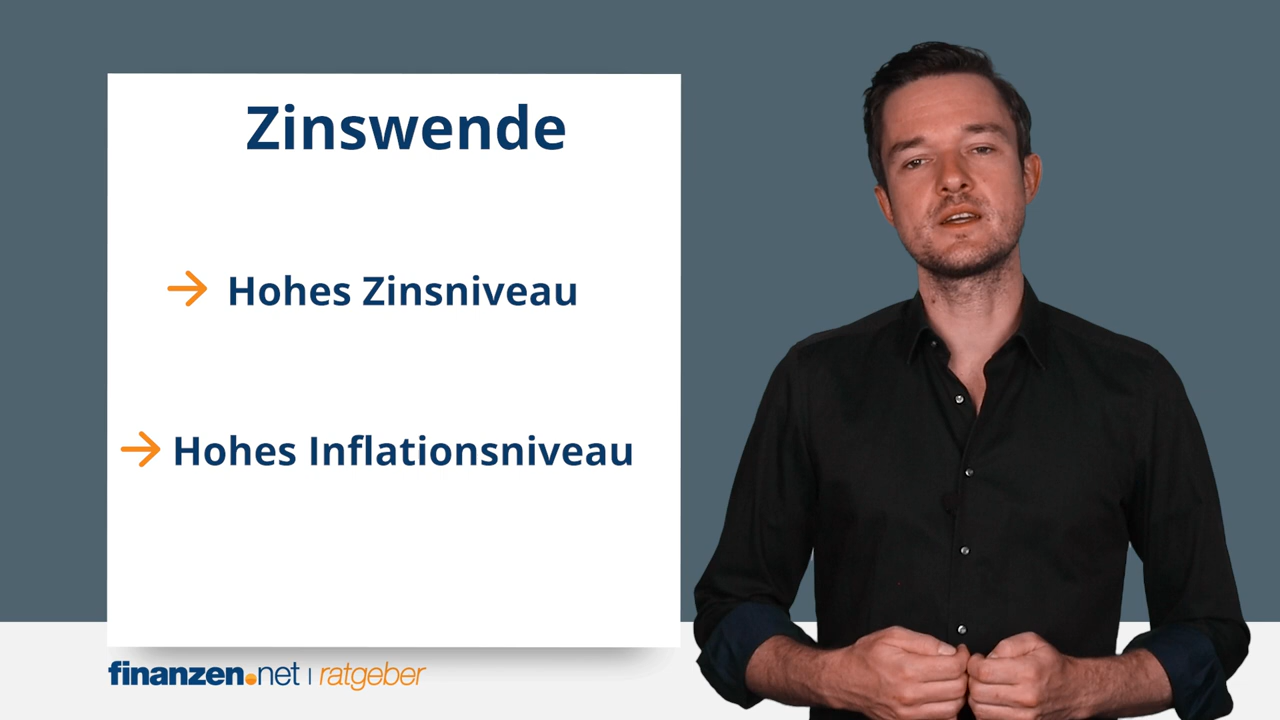 Zinswende
→ Hohes Zinsniveau
→ Hohes Inflationsniveau
finanzen.net | ratgeber